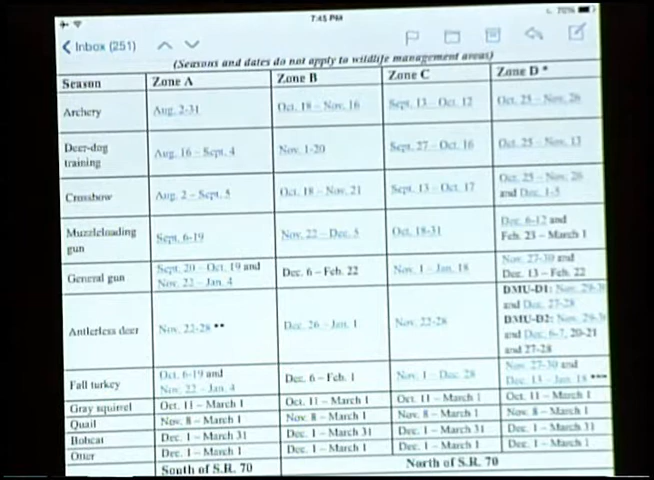 7:45 PM
70%
Inbox (251)
(Seasons and dates do not apply to wildlife management areas)
Season Zone A Zone B Zone C Zone D *
Archery Aug. 2-31 Oct. 18 – Nov. 16 Sept. 13 – Oct. 12 Oct. 25 – Nov. 26
Deer-dog training Aug. 16 – Sept. 4 Nov. 1-20 Sept. 27 – Oct. 16 Oct. 25 – Nov. 13
Crossbow Aug. 2 – Sept. 5 Oct. 18 – Nov. 21 Sept. 13 – Oct. 17 Oct. 25 – Nov. 26 and Dec. 1-5
Muzzleloading gun Sept. 6-19 Nov. 22 – Dec. 5 Oct. 18-31 Dec. 6-12 and Feb. 23 – March 1
General gun Sept. 20 – Oct. 19 and Nov. 22 – Jan. 4 Dec. 6 – Feb. 22 Nov. 1 – Jan. 18 Nov. 27-30 and Dec. 13 – Feb. 22
Antlerless deer Nov. 22-28 ** Dec. 26 – Jan. 1 Nov. 22-28 DMU-D1: Nov. and Dec. 27-28
DMU-D2: Nov. and Dec. 6-7, 20-21 and 27-28
Fall turkey Oct. 6-19 and Nov. 22 – Jan. 4 Dec. 6 – Feb. 1 Nov. 1 – Dec. 28 Nov. 27-30 and Dec. 13 – Jan. 18 ***
Gray squirrel Oct. 11 – March 1 Oct. 11 – March 1 Oct. 11 – March 1 Oct. 11 – March 1
Quail Nov. 8 – March 1 Nov. 8 – March 1 Nov. 8 – March 1 Nov. 8 – March 1
Bobcat Dec. 1 – March 31 Dec. 1 – March 31 Dec. 1 – March 31 Dec. 1 – March 31
Otter Dec. 1 – March 1 Dec. 1 – March 1 Dec. 1 – March 1 Dec. 1 – March 1
South of S.R. 70 North of S.R. 70